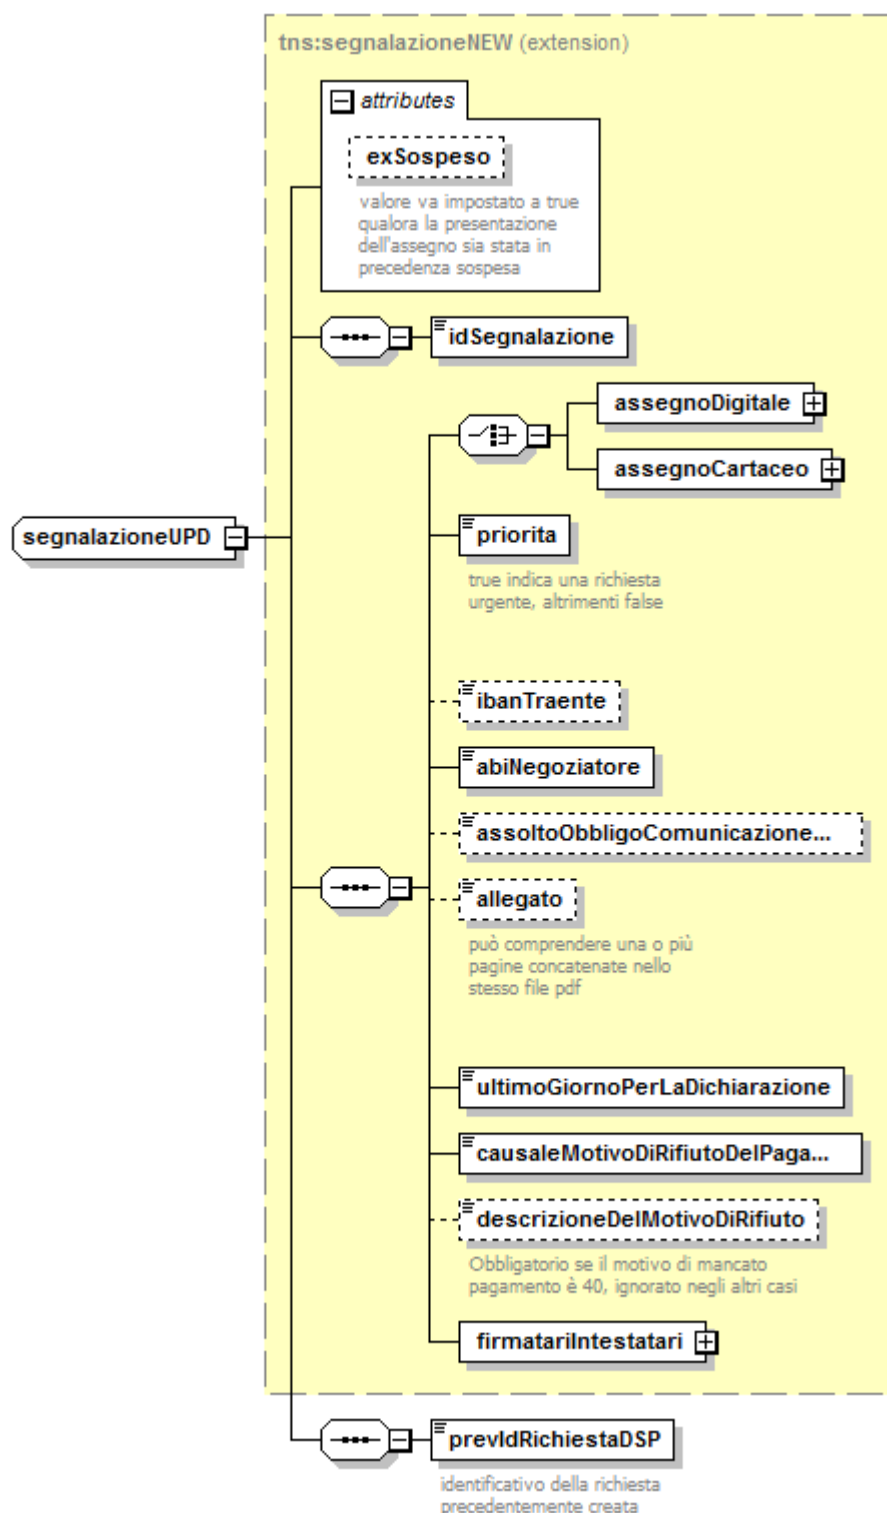 tns:segnalazioneNEW (extension)
attributes
exSospeso
valore va impostato a true
qualora la presentazione
dell'assegno sia stata in
precedenza sospesa
idSegnalazione
assegnoDigitale
assegnoCartaceo
segnalazioneUPD
priorita
true indica una richiesta
urgente, altrimenti false
ibanTraente
abiNegoziatore
assoltoObbligoComunicazione...
allegato
può comprendere una o più
pagine concatenate nello
stesso file pdf
ultimoGiornoPerLaDichiarazione
causaleMotivoDiRifiutoDelPaga...
descrizioneDelMotivoDiRifiuto
Obbligatorio se il motivo di mancato
pagamento è 40, ignorato negli altri casi
firmatariIntestatari
prevIdRichiestaDSP
identificativo della richiesta
precedentemente creata